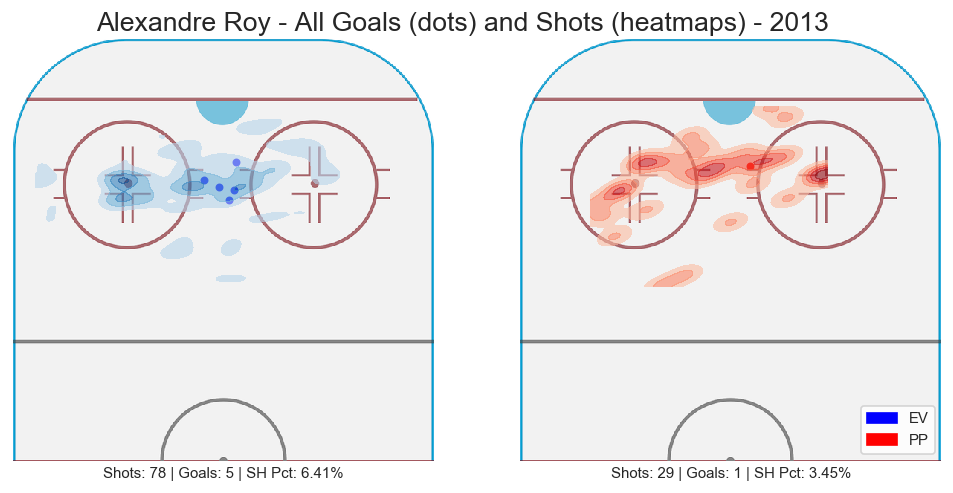 Alexandre Roy - All Goals (dots) and Shots (heatmaps) - 2013
EV
PP
Shots: 78 | Goals: 5 | SH Pct: 6.41%
Shots: 29 | Goals: 1 | SH Pct: 3.45%